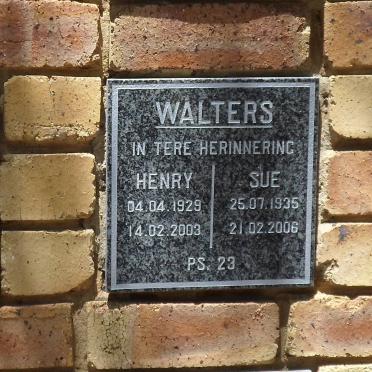 WALTERS
IN TERE HERINNERING
HENRY SUE
04.04.1929 25.07.1935
14.02.2003 21.02.2006
PS. 23